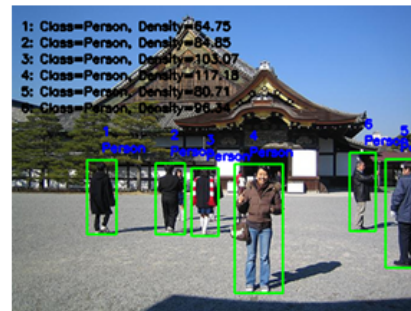 1: Class=Person, Density=64.75
2: Class=Person, Density=84.85
3: Class=Person, Density=103.07
4: Class=Person, Density=117.18
5: Class=Person, Density=80.71
6: Class=Person, Density=96.34
1
Person
2
Person
3
Person
4
Person
6
Person
5